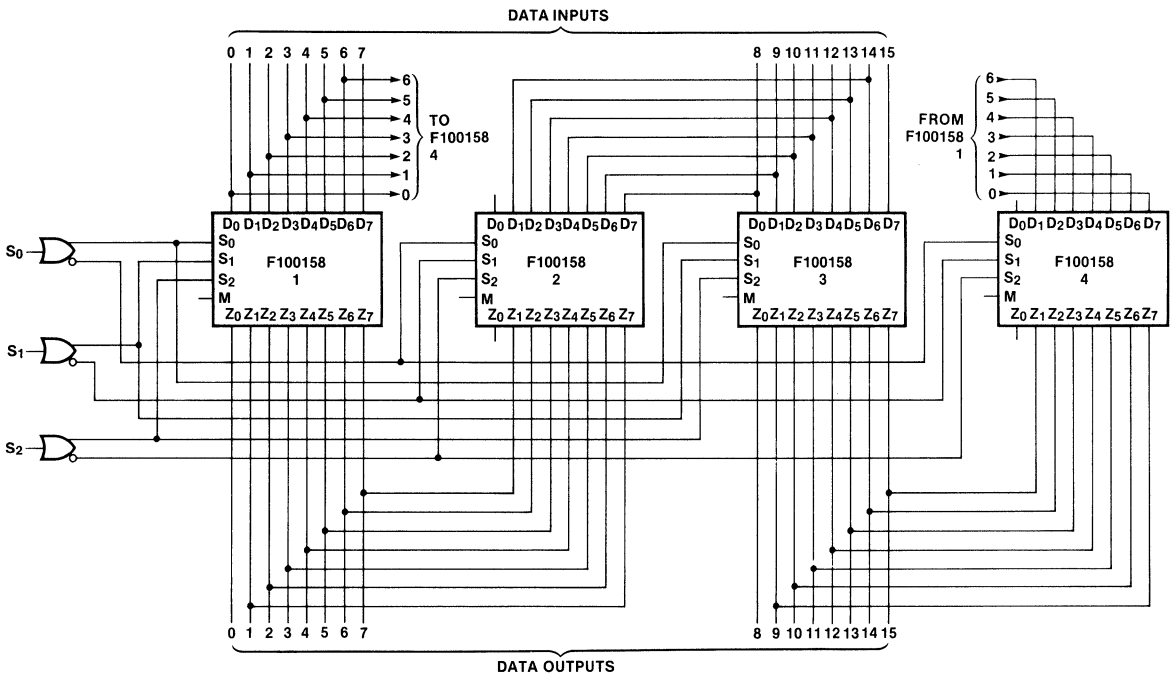 DATA INPUTS
0 1 2 3 4 5 6 7
8 9 10 11 12 13 14 15
6
5
4
3
2
1
0
TO
F100158
4
FROM
F100158
1
6
5
4
3
2
1
0
S0
S1
S2
D0 D1 D2 D3 D4 D5 D6 D7
S0
S1
S2
M
F100158
1
Z0 Z1 Z2 Z3 Z4 Z5 Z6 Z7
D0 D1 D2 D3 D4 D5 D6 D7
S0
S1
S2
M
F100158
2
Z0 Z1 Z2 Z3 Z4 Z5 Z6 Z7
D0 D1 D2 D3 D4 D5 D6 D7
S0
S1
S2
M
F100158
3
Z0 Z1 Z2 Z3 Z4 Z5 Z6 Z7
D0 D1 D2 D3 D4 D5 D6 D7
S0
S1
S2
M
F100158
4
Z0 Z1 Z2 Z3 Z4 Z5 Z6 Z7
0 1 2 3 4 5 6 7
8 9 10 11 12 13 14 15
DATA OUTPUTS